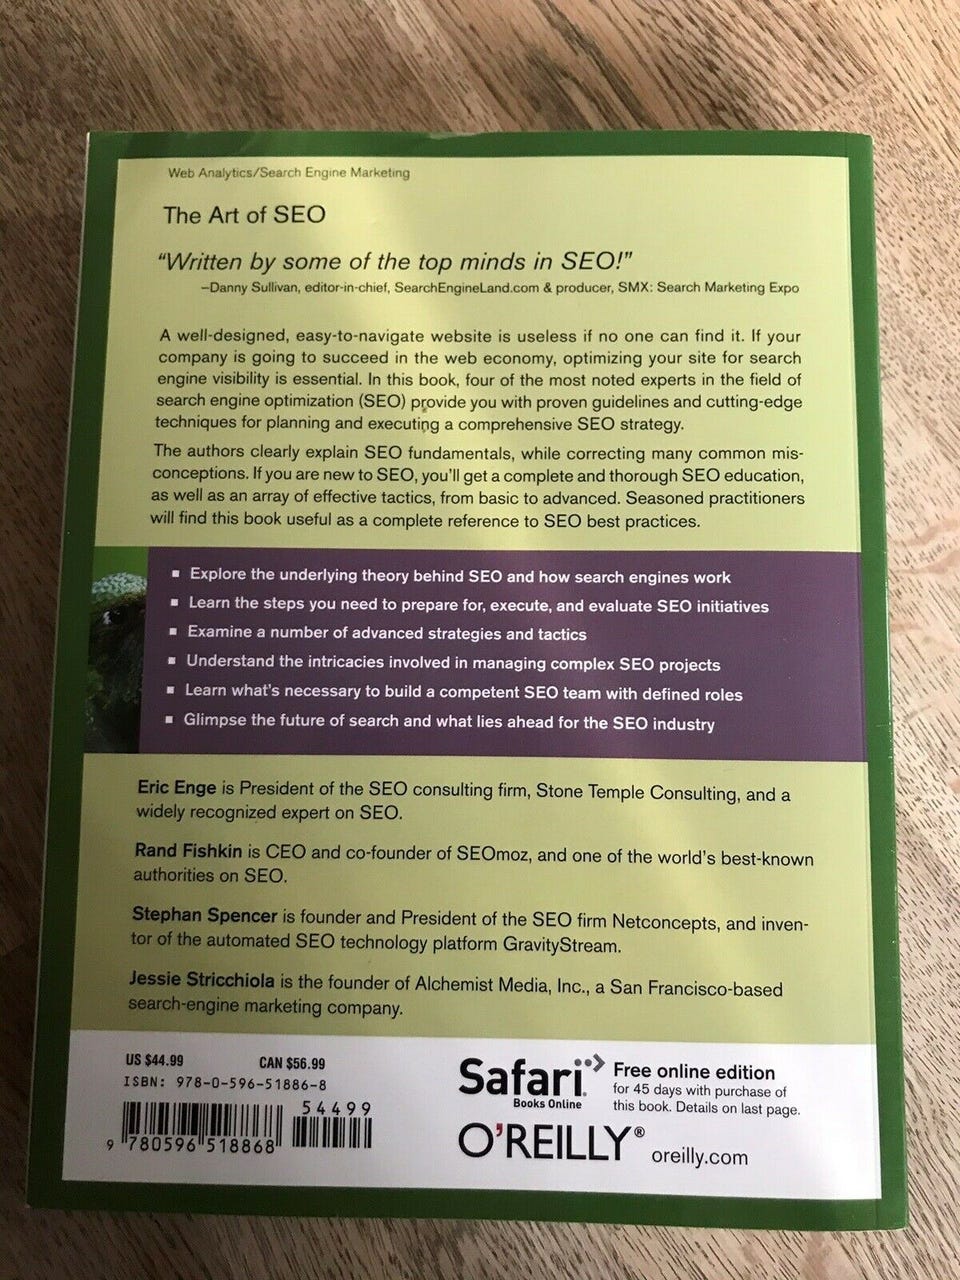 Web Analytics/Search Engine Marketing
The Art of SEO
“Written by some of the top minds in SEO!”
–Danny Sullivan, editor-in-chief, SearchEngineLand.com & producer, SMX: Search Marketing Expo
A well-designed, easy-to-navigate website is useless if no one can find it. If your
company is going to succeed in the web economy, optimizing your site for search
engine visibility is essential. In this book, four of the most noted experts in the field of
search engine optimization (SEO) provide you with proven guidelines and cutting-edge
techniques for planning and executing a comprehensive SEO strategy.
The authors clearly explain SEO fundamentals, while correcting many common mis-
conceptions. If you are new to SEO, you’ll get a complete and thorough SEO education,
as well as an array of effective tactics, from basic to advanced. Seasoned practitioners
will find this book useful as a complete reference to SEO best practices.
▪ Explore the underlying theory behind SEO and how search engines work
▪ Learn the steps you need to prepare for, execute, and evaluate SEO initiatives
▪ Examine a number of advanced strategies and tactics
▪ Understand the intricacies involved in managing complex SEO projects
▪ Learn what’s necessary to build a competent SEO team with defined roles
▪ Glimpse the future of search and what lies ahead for the SEO industry
Eric Enge is President of the SEO consulting firm, Stone Temple Consulting, and a
widely recognized expert on SEO.
Rand Fishkin is CEO and co-founder of SEOmoz, and one of the world’s best-known
authorities on SEO.
Stephan Spencer is founder and President of the SEO firm Netconcepts, and inven-
tor of the automated SEO technology platform GravityStream.
Jessie Stricchiola is the founder of Alchemist Media, Inc., a San Francisco-based
search-engine marketing company.
US $44.99 CAN $56.99
ISBN: 978-0-596-51886-8
54499
9 780596 518868
Safari
Books Online
Free online edition
for 45 days with purchase of
this book. Details on last page.
O’REILLY® oreilly.com